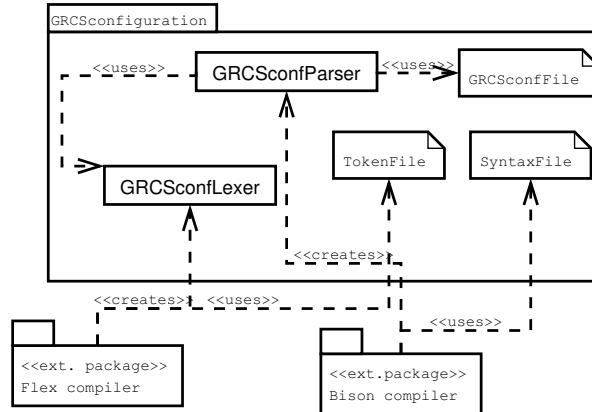 GRCSconfiguration
<<uses>>
GRCSconfParser
<<uses>>
GRCSconfFile
TokenFile
SyntaxFile
GRCSconfLexer
<<creates>>
<<creates>> <<uses>>
<<uses>>
<<ext. package>>
Flex compiler
<<ext.package>>
Bison compiler